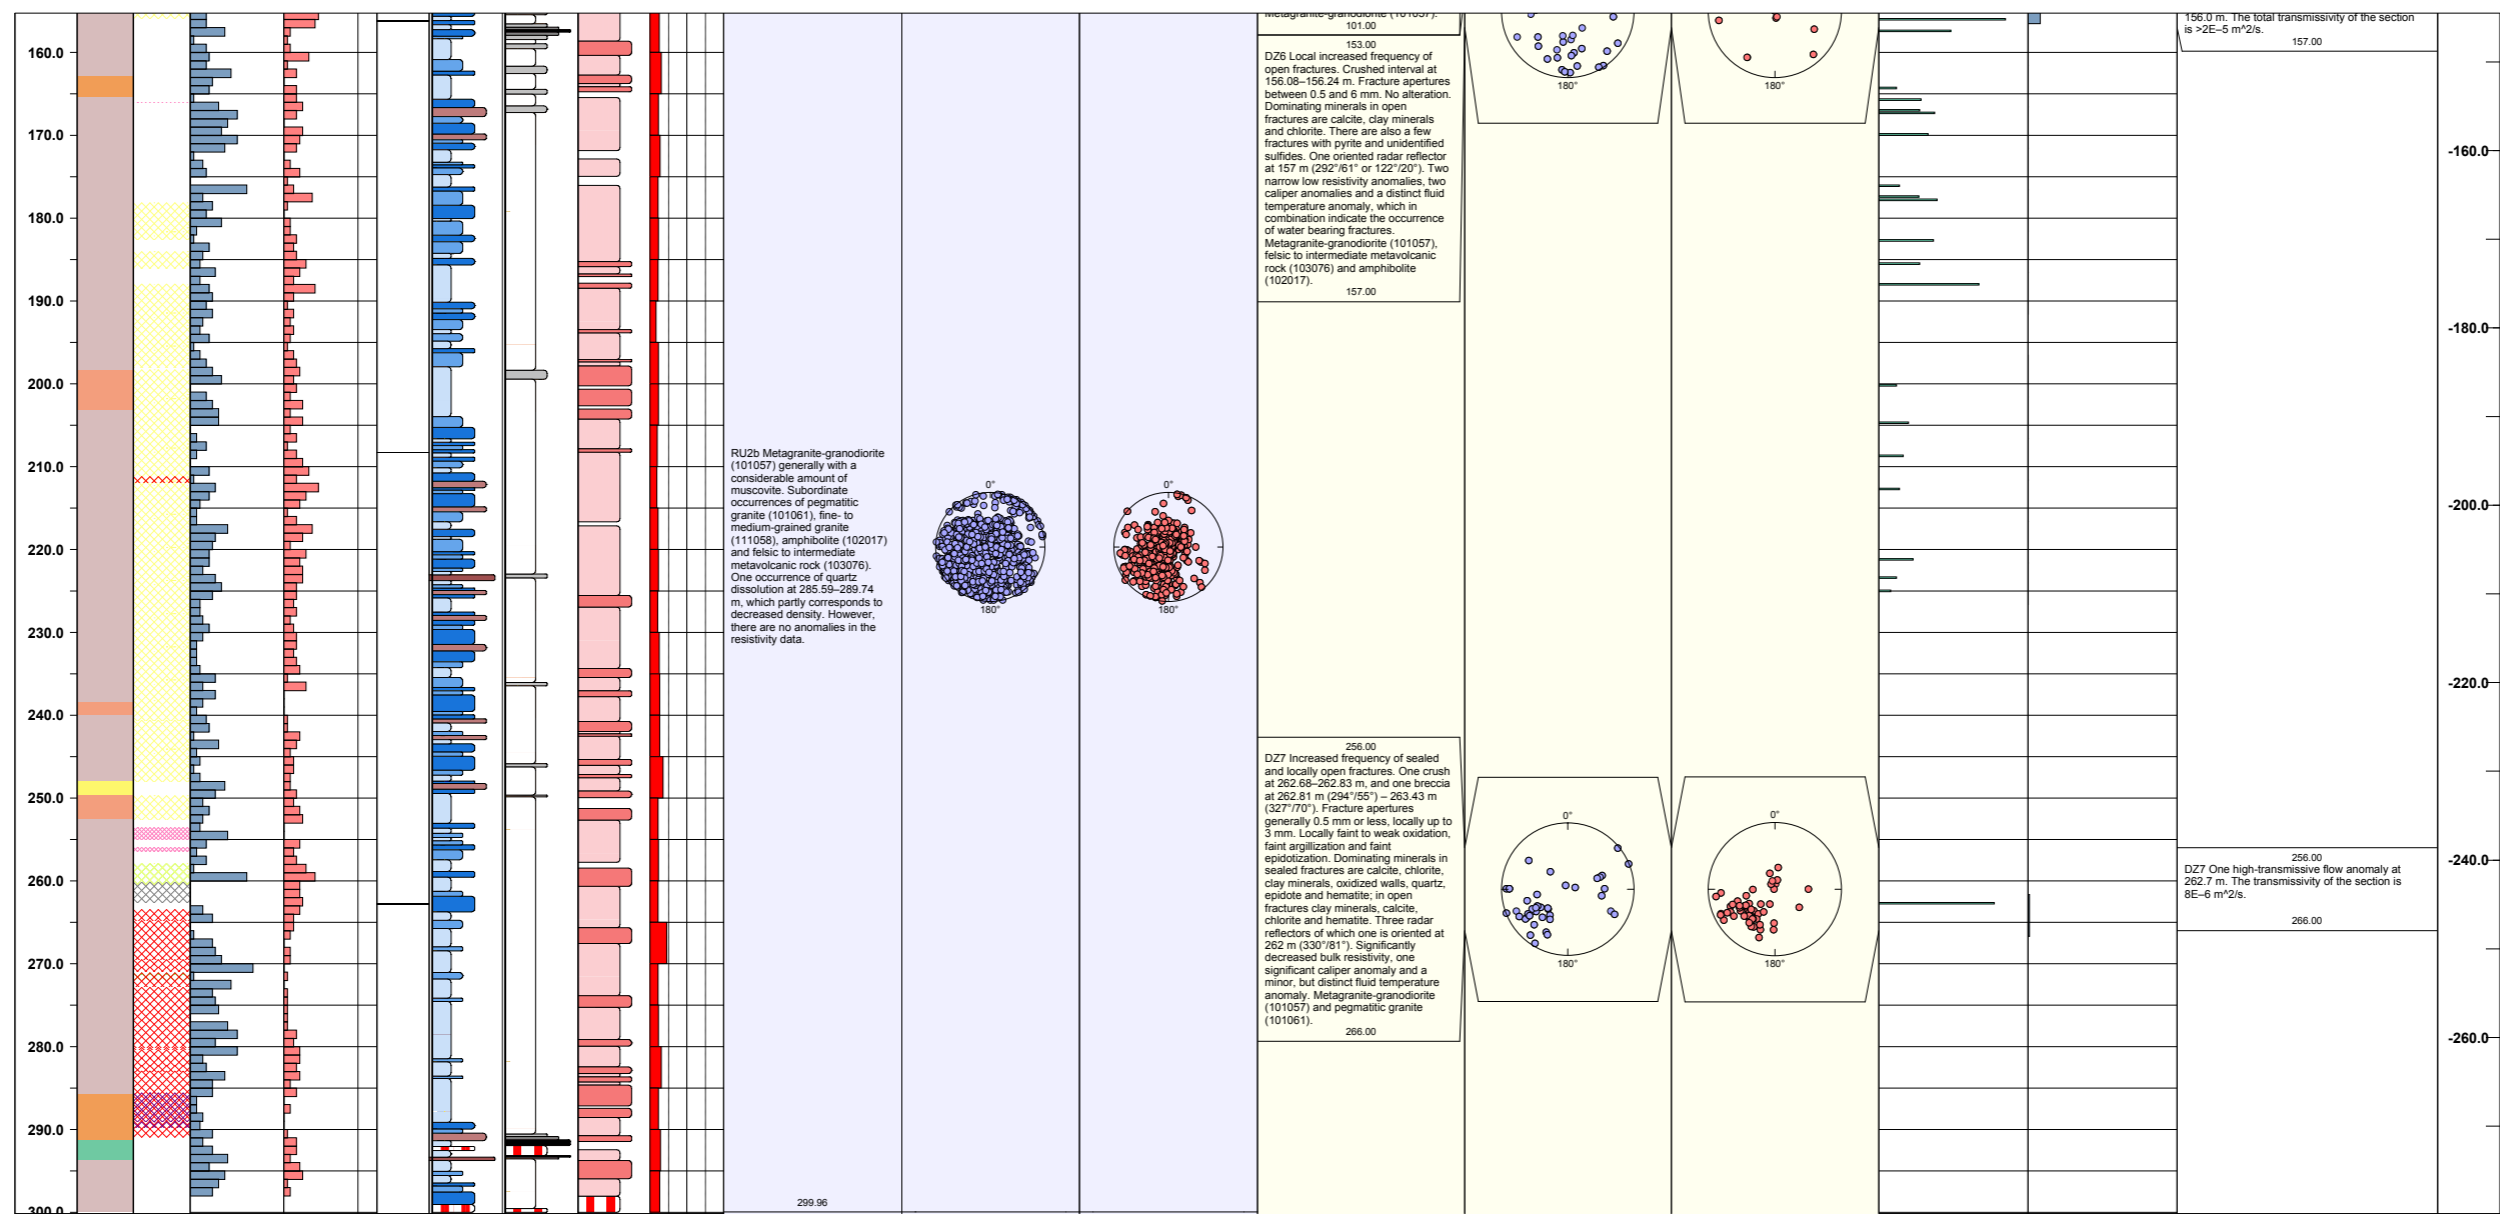 160.0
170.0
180.0
190.0
200.0
210.0
220.0
230.0
240.0
250.0
260.0
270.0
280.0
290.0
300.0
RU2b Metagranite-granodiorite
(101057) generally with a
considerable amount of
muscovite. Subordinate
occurrences of pegmatitic
granite (101061), fine- to
medium-grained granite
(111058), amphibolite (102017)
and felsic to intermediate
metavolcanic rock (103076).
One occurrence of quartz
dissolution at 285.59–289.74
m, which partly corresponds to
decreased density. However,
there are no anomalies in the
resistivity data.
299.96
0°
180°
0°
180°
Metagranite-granodiorite (101057).
101.00
153.00
DZ6 Local increased frequency of
open fractures. Crushed interval at
156.08–156.24 m. Fracture apertures
between 0.5 and 6 mm. No alteration.
Dominating minerals in open
fractures are calcite, clay minerals
and chlorite. There are also a few
fractures with pyrite and unidentified
sulfides. One oriented radar reflector
at 157 m (292°/61° or 122°/20°). Two
narrow low resistivity anomalies, two
caliper anomalies and a distinct fluid
temperature anomaly, which in
combination indicate the occurrence
of water bearing fractures.
Metagranite-granodiorite (101057),
felsic to intermediate metavolcanic
rock (103076) and amphibolite
(102017).
157.00
256.00
DZ7 Increased frequency of sealed
and locally open fractures. One crush
at 262.68–262.83 m, and one breccia
at 262.81 m (294°/55°) – 263.43 m
(327°/70°). Fracture apertures
generally 0.5 mm or less, locally up to
3 mm. Locally faint to weak oxidation,
faint argillization and faint
epidotization. Dominating minerals in
sealed fractures are calcite, chlorite,
clay minerals, oxidized walls, quartz,
epidote and hematite; in open
fractures clay minerals, calcite,
chlorite and hematite. Three radar
reflectors of which one is oriented at
262 m (330°/81°). Significantly
decreased bulk resistivity, one
significant caliper anomaly and a
minor, but distinct fluid temperature
anomaly. Metagranite-granodiorite
(101057) and pegmatitic granite
(101061).
266.00
180°
180°
0°
180°
0°
180°
156.0 m. The total transmissivity of the section
is >2E–5 m^2/s.
157.00
256.00
DZ7 One high-transmissive flow anomaly at
262.7 m. The transmissivity of the section is
8E–6 m^2/s.
266.00
-160.0
-180.0
-200.0
-220.0
-240.0
-260.0